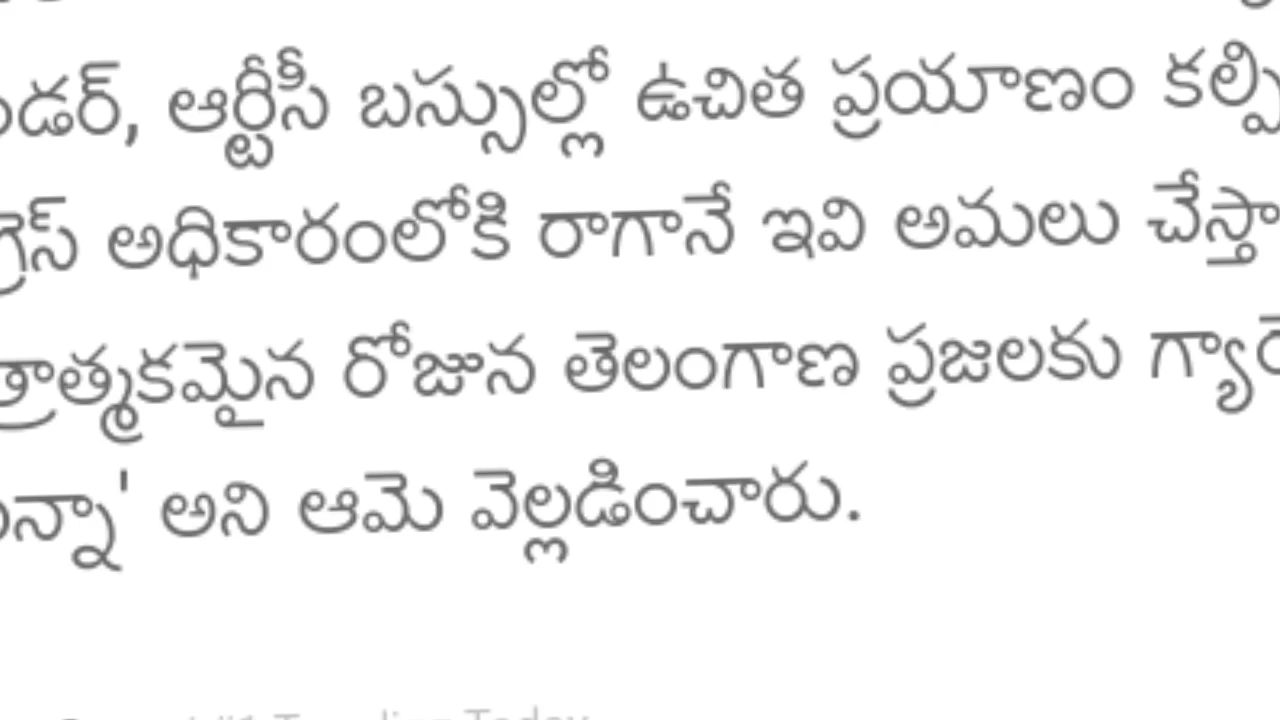 ండర్, ఆర్టీసీ బస్సుల్లో ఉచిత ప్రయాణం కల్పి
గ్రెస్ అధికారంలోకి రాగానే ఇవి అమలు చేస్తా
త్రాత్మకమైన రోజున తెలంగాణ ప్రజలకు గ్యారె
న్నా' అని ఆమె వెల్లడించారు.